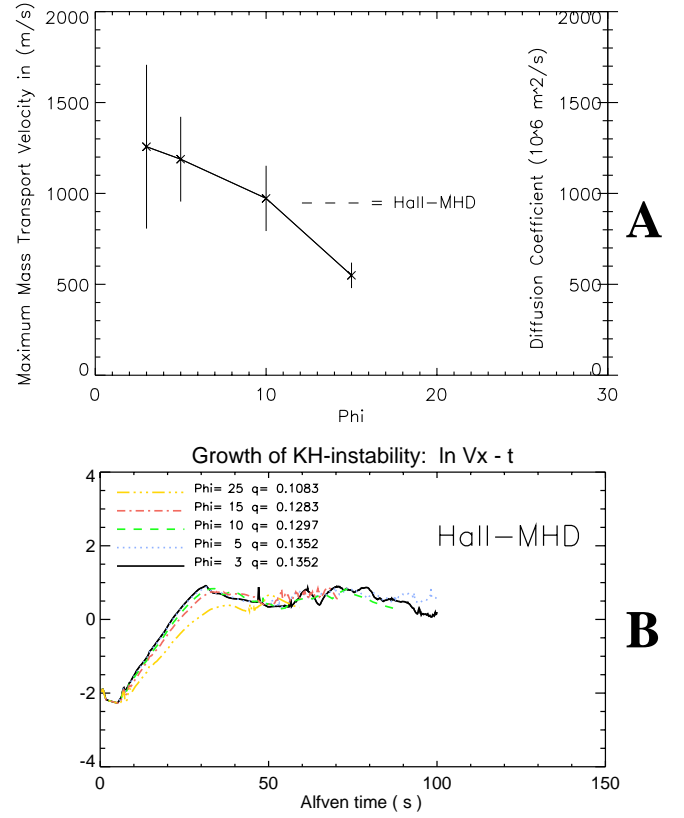 Maximum Mass Transport Velocity in (m/s)
2000
1500
1000
500
0
0
10
20
30
Phi
= Hall-MHD
Diffusion Coefficient (10^6 m^2/s)
2000
1500
1000
500
0
A
Growth of KH-instability: ln Vx - t
4
2
0
-2
-4
Phi= 25 q= 0.1083
Phi= 15 q= 0.1283
Phi= 10 q= 0.1297
Phi= 5 q= 0.1352
Phi= 3 q= 0.1352
Hall-MHD
B
0
50
100
150
Alfven time ( s )